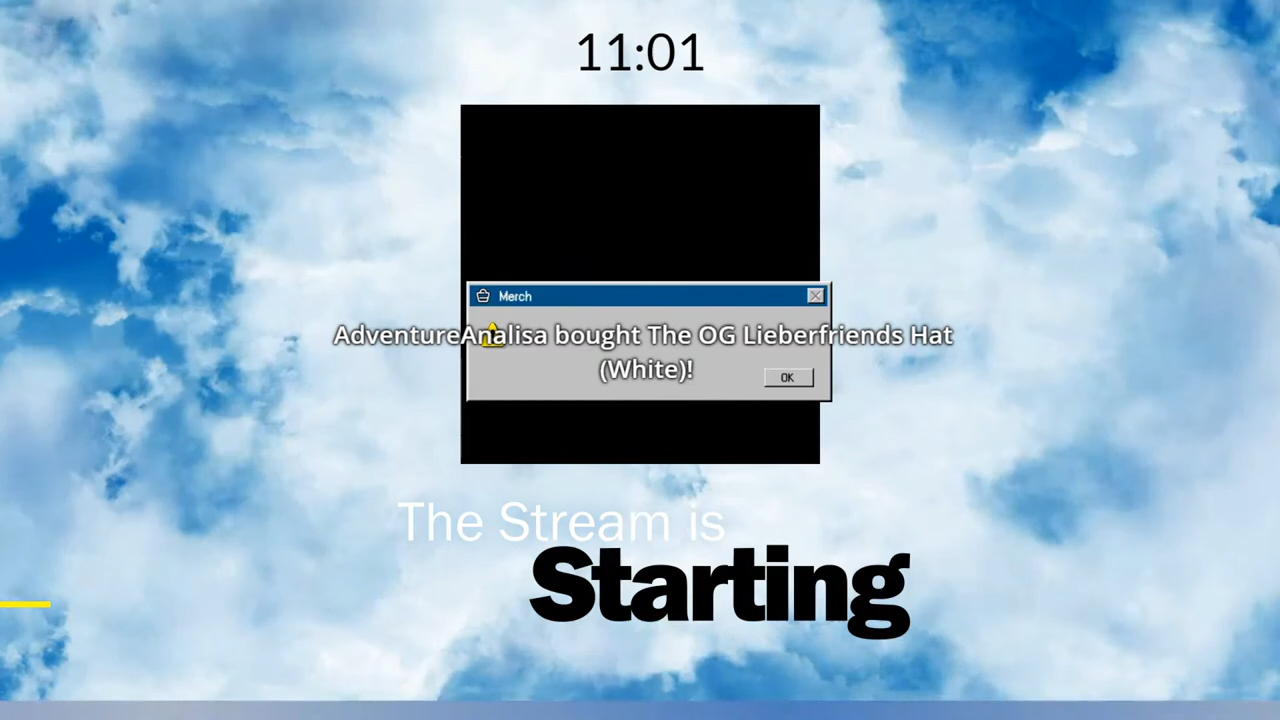 11:01
Merch
AdventureAnalisa bought The OG Lieberfriends Hat
(White)!
OK
The Stream is
Starting